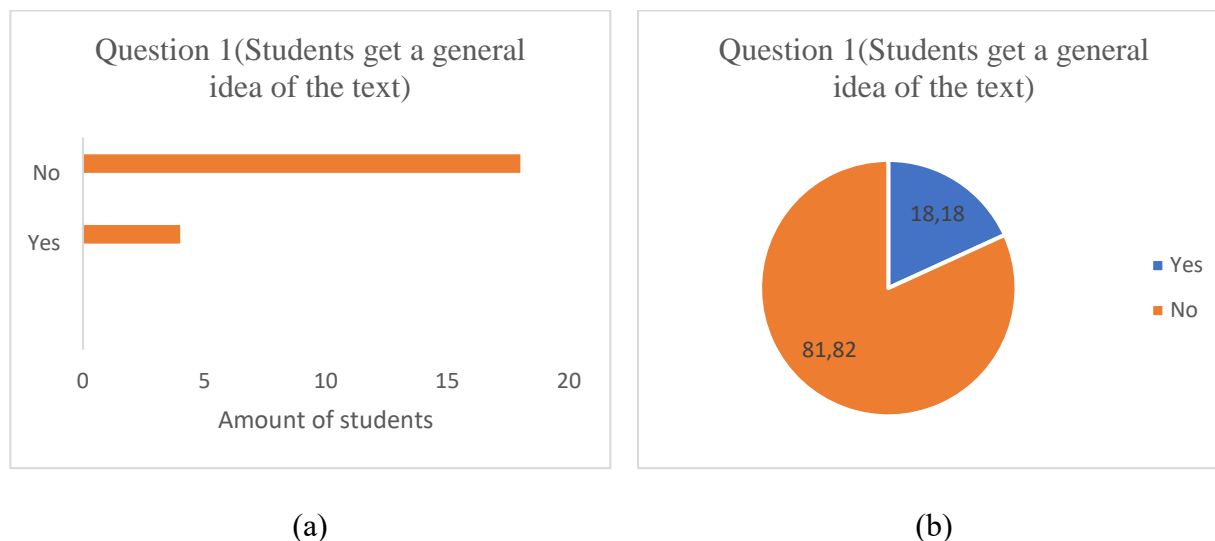 Question 1(Students get a general
idea of the text)
No
Yes
0 5 10 15 20
Amount of students
(a)
Question 1(Students get a general
idea of the text)
18,18
81,82
Yes
No
(b)